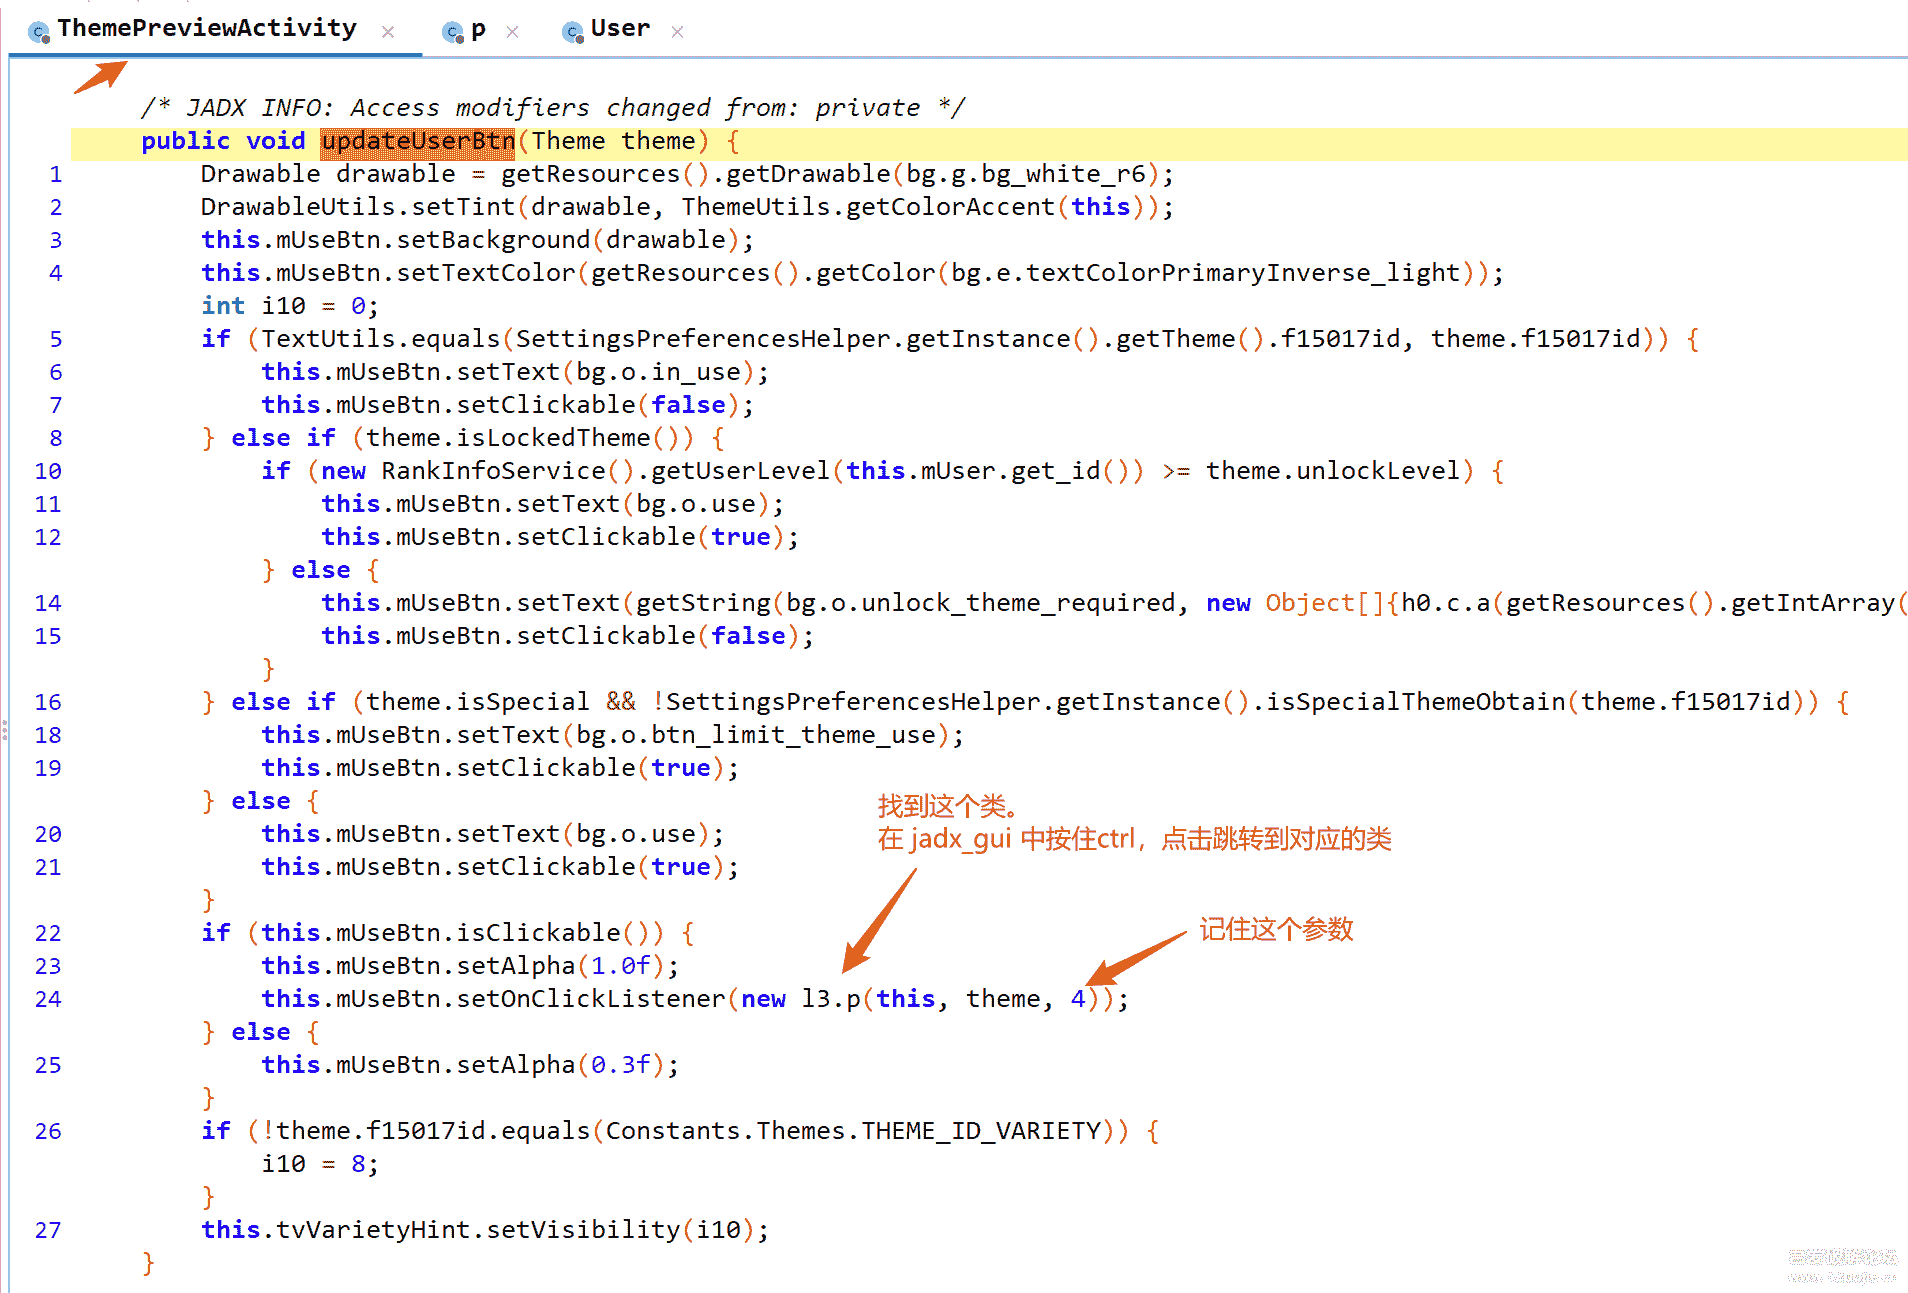 ThemePreviewActivity × p × User ×
/* JADX INFO: Access modifiers changed from: private */
public void updateUserBtn(Theme theme) {
1 Drawable drawable = getResources().getDrawable(bg.g.bg_white_r6);
2 DrawableUtils.setTint(drawable, ThemeUtils.getColorAccent(this));
3 this.mUseBtn.setBackground(drawable);
4 this.mUseBtn.setTextColor(getResources().getColor(bg.e.textColorPrimaryInverse_light));
int i10 = 0;
5 if (TextUtils.equals(SettingsPreferencesHelper.getInstance().getTheme().f15017id, theme.f15017id)) {
6 this.mUseBtn.setText(bg.o.in_use);
7 this.mUseBtn.setClickable(false);
8 } else if (theme.isLockedTheme()) {
10 if (new RankInfoService().getUserLevel(this.mUser.get_id()) >= theme.unlockLevel) {
11 this.mUseBtn.setText(bg.o.use);
12 this.mUseBtn.setClickable(true);
} else {
14 this.mUseBtn.setText(getString(bg.o.unlock_theme_required, new Object[]{h0.c.a(getResources().getIntArray(
15 this.mUseBtn.setClickable(false);
}
16 } else if (theme.isSpecial && !SettingsPreferencesHelper.getInstance().isSpecialThemeObtain(theme.f15017id)) {
18 this.mUseBtn.setText(bg.o.btn_limit_theme_use);
19 this.mUseBtn.setClickable(true);
} else {
找到这个类。
20 this.mUseBtn.setText(bg.o.use);
在 jadx_gui 中按住ctrl，点击跳转到对应的类
21 this.mUseBtn.setClickable(true);
}
22 if (this.mUseBtn.isClickable()) {
记住这个参数
23 this.mUseBtn.setAlpha(1.0f);
24 this.mUseBtn.setOnClickListener(new l3.p(this, theme, 4));
} else {
25 this.mUseBtn.setAlpha(0.3f);
}
26 if (!theme.f15017id.equals(Constants.Themes.THEME_ID_VARIETY)) {
i10 = 8;
}
27 this.tvVarietyHint.setVisibility(i10);
}